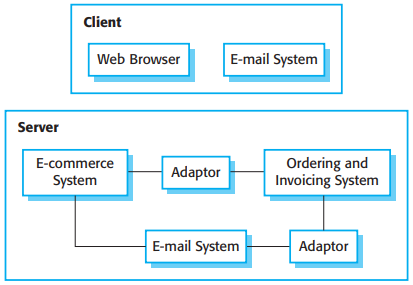 Client
Web Browser
E-mail System
Server
E-commerce
System
Adaptor
Ordering and
Invoicing System
E-mail System
Adaptor